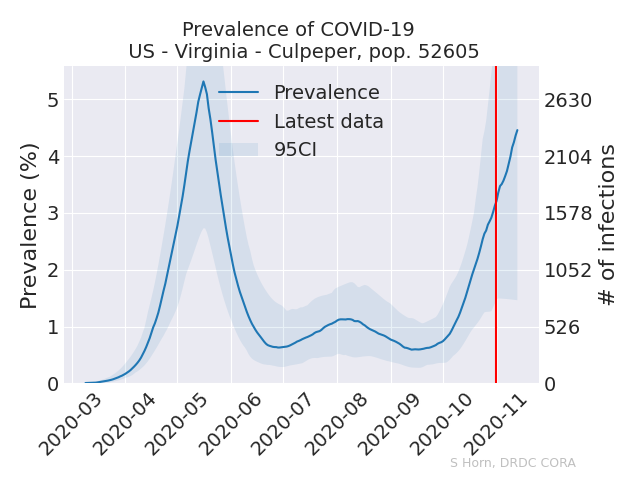 Prevalence of COVID-19
US - Virginia - Culpeper, pop. 52605
Prevalence
Latest data
95CI
Prevalence (%)
5
4
3
2
1
0
# of infections
2630
2104
1578
1052
526
0
2020-03
2020-04
2020-05
2020-06
2020-07
2020-08
2020-09
2020-10
2020-11
S Horn, DRDC CORA